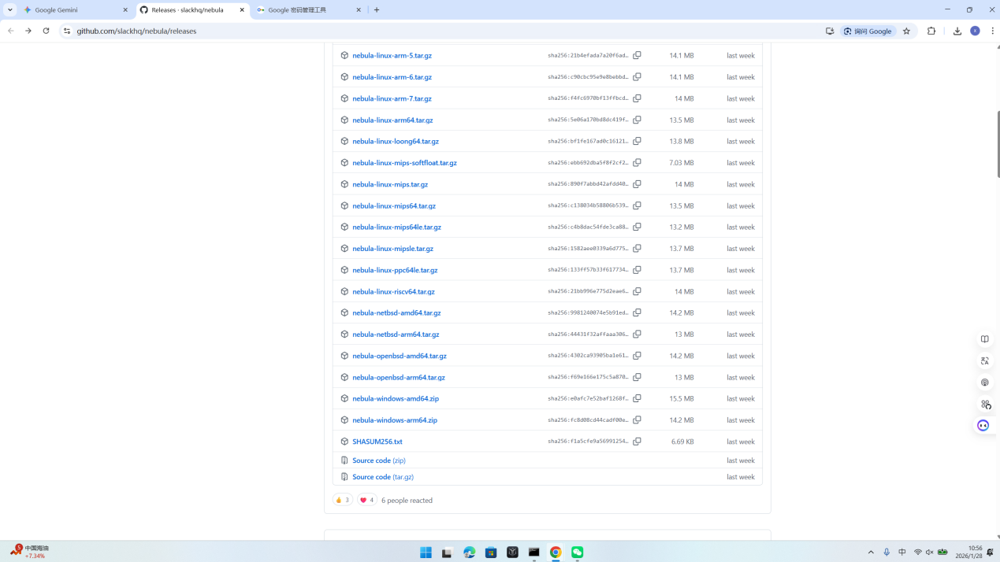 Google Gemini
Releases · slackhq/nebula
Google 密码管理工具
github.com/slackhq/nebula/releases
询问 Google
X
nebula-linux-arm-5.tar.gz sha256:21b4efada7a20f6ad… 14.1 MB last week
nebula-linux-arm-6.tar.gz sha256:c90cbc95e9e8bebbd… 14.1 MB last week
nebula-linux-arm-7.tar.gz sha256:f4fc6970bf13ffbcd… 14 MB last week
nebula-linux-arm64.tar.gz sha256:5e06a170bd8dc419f… 13.5 MB last week
nebula-linux-loong64.tar.gz sha256:bf1fe167ad0c16121… 13.8 MB last week
nebula-linux-mips-softfloat.tar.gz sha256:ebb692dba5f8f2cf2… 7.03 MB last week
nebula-linux-mips.tar.gz sha256:890f7abbd42afdd40… 14 MB last week
nebula-linux-mips64.tar.gz sha256:c138034b58806b539… 13.5 MB last week
nebula-linux-mips64le.tar.gz sha256:c4b8dac54fde3ca88… 13.2 MB last week
nebula-linux-mipsle.tar.gz sha256:1582aee0339a6d775… 13.7 MB last week
nebula-linux-ppc64le.tar.gz sha256:133ff57b33f617734… 13.7 MB last week
nebula-linux-riscv64.tar.gz sha256:21bb996e775d2eae6… 14 MB last week
nebula-netbsd-amd64.tar.gz sha256:9981240074e5b91ed… 14.2 MB last week
nebula-netbsd-arm64.tar.gz sha256:44431f32affaaa306… 13 MB last week
nebula-openbsd-amd64.tar.gz sha256:4302ca93905ba1e61… 14.2 MB last week
nebula-openbsd-arm64.tar.gz sha256:f69e166e175c5a870… 13 MB last week
nebula-windows-amd64.zip sha256:e0afc7e52baf1268f… 15.5 MB last week
nebula-windows-arm64.zip sha256:fc8d08cd44cadf00e… 14.2 MB last week
SHASUM256.txt sha256:f1a5cfe9a56991254… 6.69 KB last week
Source code (zip) last week
Source code (tar.gz) last week
3 4 6 people reacted
5 中国海油
+7.34%
中
10:56
2026/1/28